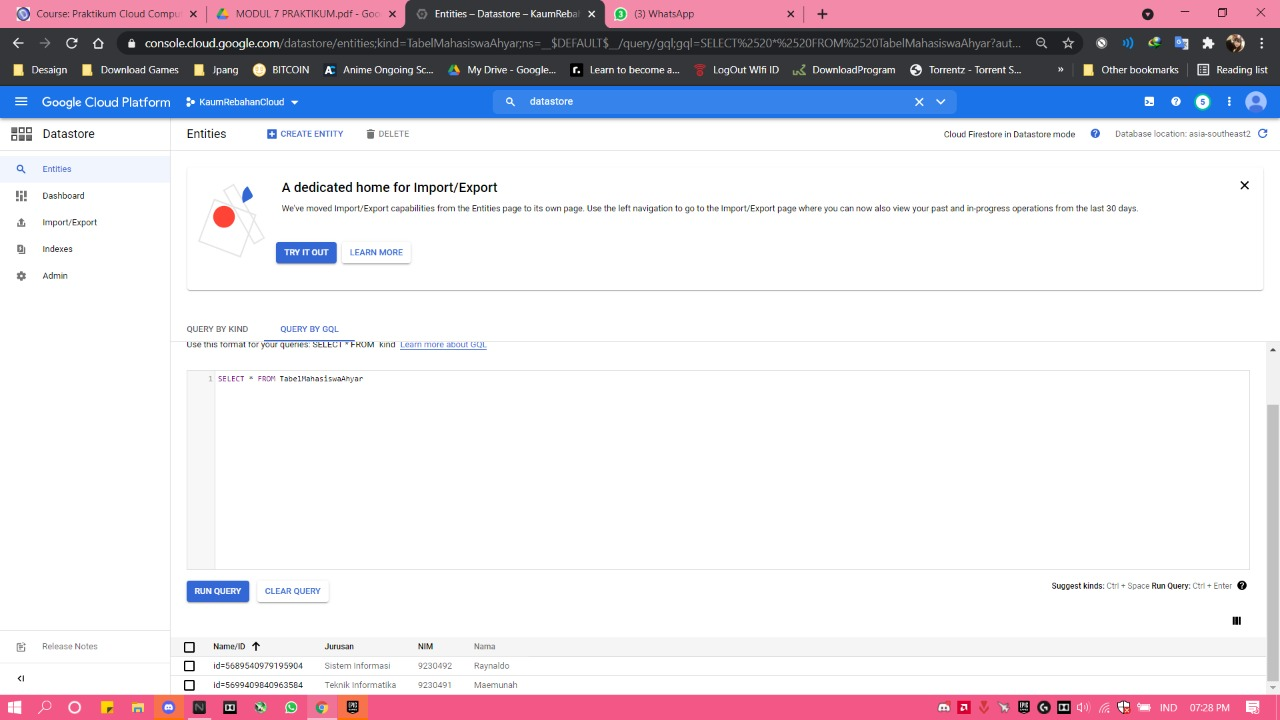 Course: Praktikum Cloud Compu
MODUL 7 PRAKTIKUM.pdf - Goo
Entities – Datastore – KaumReba
(3) WhatsApp
console.cloud.google.com/datastore/entities;kind=TabelMahasiswaAhyar;ns=__$DEFAULT$__/query/gql;gql=SELECT%2520*%2520FROM%2520TabelMahasiswaAhyar?aut...
Desaign
Download Games
Jpang
BITCOIN
Anime Ongoing Sc...
My Drive - Google...
Learn to become a...
LogOut WIfi ID
DownloadProgram
Torrentz - Torrent S...
»
Other bookmarks
Reading list
Google Cloud Platform
KaumRebahanCloud
datastore
5
Datastore
Entities
CREATE ENTITY
DELETE
Cloud Firestore in Datastore mode
Database location: asia-southeast2
Entities
Dashboard
Import/Export
Indexes
Admin
A dedicated home for Import/Export
We've moved Import/Export capabilities from the Entities page to its own page. Use the left navigation to go to the Import/Export page where you can now also view your past and in-progress operations from the last 30 days.
TRY IT OUT
LEARN MORE
QUERY BY KIND
QUERY BY GQL
Use this format for your queries: SELECT * FROM `kind` Learn more about GQL
1 SELECT * FROM TabelMahasiswaAhyar
RUN QUERY
CLEAR QUERY
Suggest kinds: Ctrl + Space Run Query: Ctrl + Enter
Name/ID Jurusan NIM Nama
id=5689540979195904 Sistem Informasi 9230492 Raynaldo
id=5699409840963584 Teknik Informatika 9230491 Maemunah
Release Notes
IND
07:28 PM